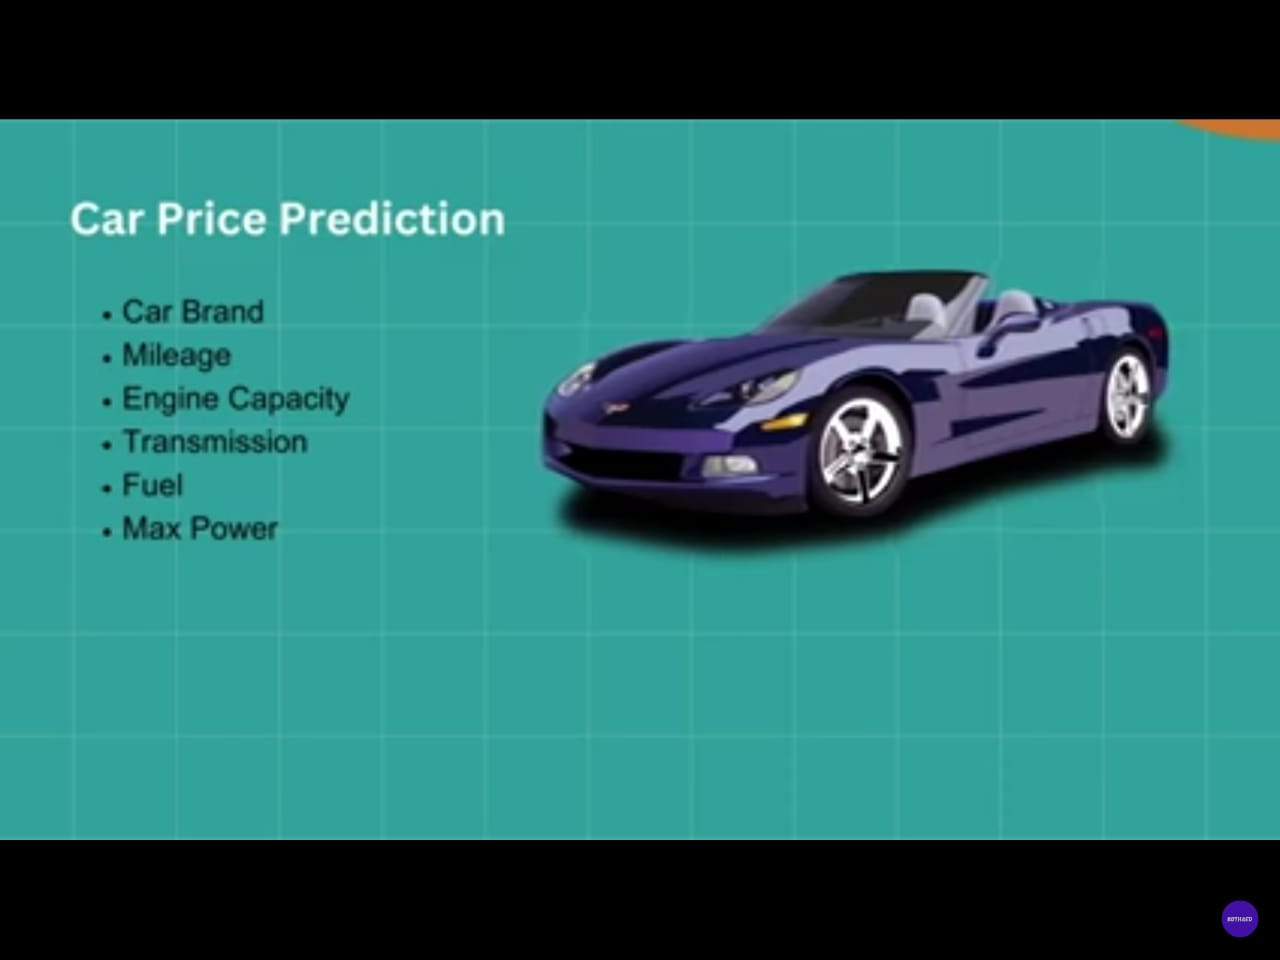 Car Price Prediction
• Car Brand
• Mileage
• Engine Capacity
• Transmission
• Fuel
• Max Power